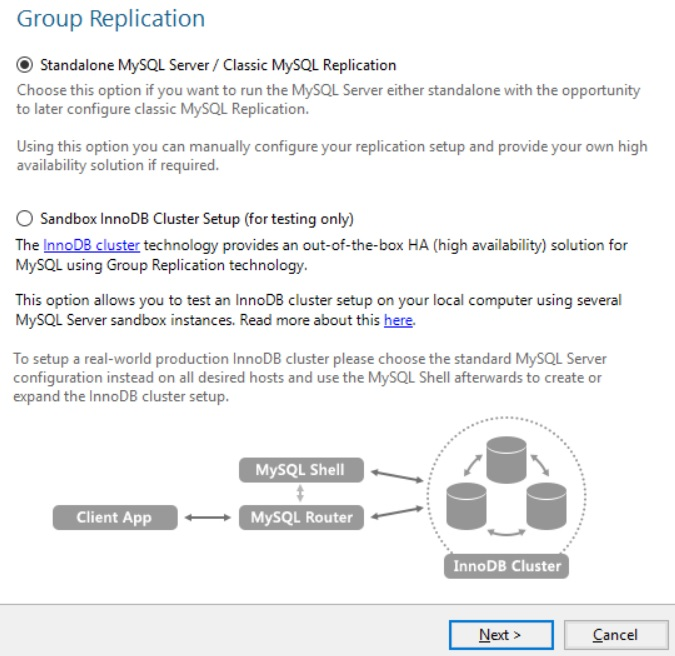 Group Replication
Standalone MySQL Server / Classic MySQL Replication
Choose this option if you want to run the MySQL Server either standalone with the opportunity
to later configure classic MySQL Replication.
Using this option you can manually configure your replication setup and provide your own high
availability solution if required.
Sandbox InnoDB Cluster Setup (for testing only)
The InnoDB cluster technology provides an out-of-the-box HA (high availability) solution for
MySQL using Group Replication technology.
This option allows you to test an InnoDB cluster setup on your local computer using several
MySQL Server sandbox instances. Read more about this here.
To setup a real-world production InnoDB cluster please choose the standard MySQL Server
configuration instead on all desired hosts and use the MySQL Shell afterwards to create or
expand the InnoDB cluster setup.
MySQL Shell
Client App
MySQL Router
InnoDB Cluster
Next >
Cancel